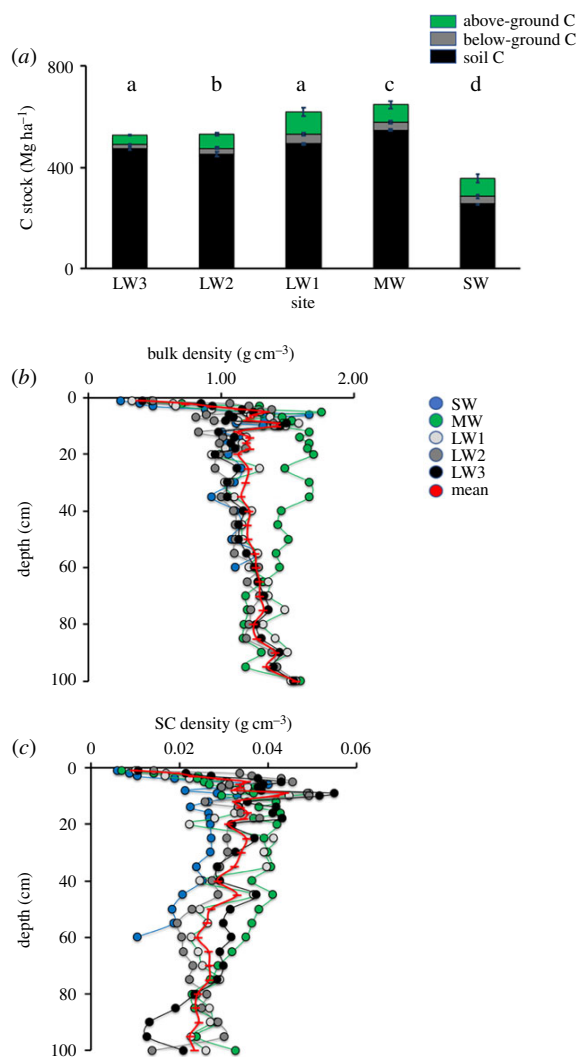 above-ground C
below-ground C
soil C
(a)
800
400
0
C stock (Mg ha⁻¹)
a b a c d
LW3 LW2 LW1 MW SW
site
(b)
bulk density (g cm⁻³)
0 1.00 2.00
0
20
40
60
80
100
depth (cm)
SW
MW
LW1
LW2
LW3
mean
(c)
SC density (g cm⁻³)
0 0.02 0.04 0.06
0
20
40
60
80
100
depth (cm)